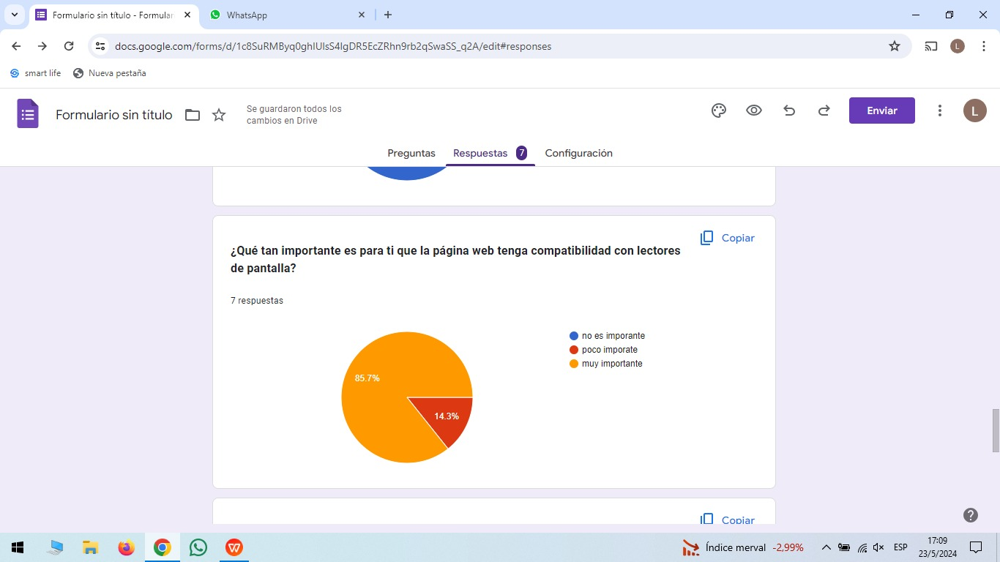 Formulario sin título - Formular
WhatsApp
docs.google.com/forms/d/1c8SuRMByq0ghIUlsS4lgDR5EcZRhn9rb2qSwaSS_q2A/edit#responses
L
smart life
Nueva pestaña
Formulario sin título
Se guardaron todos los
cambios en Drive
Enviar
L
Preguntas
Respuestas 7
Configuración
Copiar
¿Qué tan importante es para ti que la página web tenga compatibilidad con lectores
de pantalla?
7 respuestas
no es imporante
poco imporate
muy importante
85.7%
14.3%
Copiar
Índice merval -2,99%
ESP
17:09
23/5/2024